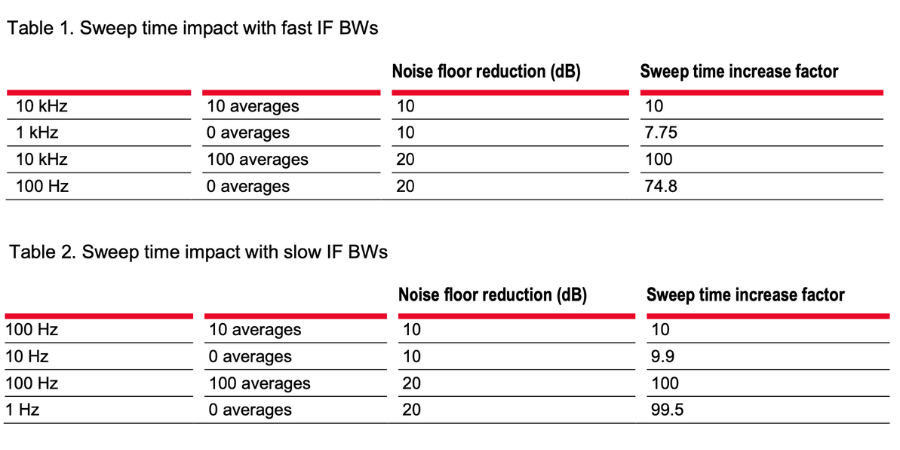 Table 1. Sweep time impact with fast IF BWs
Noise floor reduction (dB) Sweep time increase factor
10 kHz 10 averages 10 10
1 kHz 0 averages 10 7.75
10 kHz 100 averages 20 100
100 Hz 0 averages 20 74.8
Table 2. Sweep time impact with slow IF BWs
Noise floor reduction (dB) Sweep time increase factor
100 Hz 10 averages 10 10
10 Hz 0 averages 10 9.9
100 Hz 100 averages 20 100
1 Hz 0 averages 20 99.5